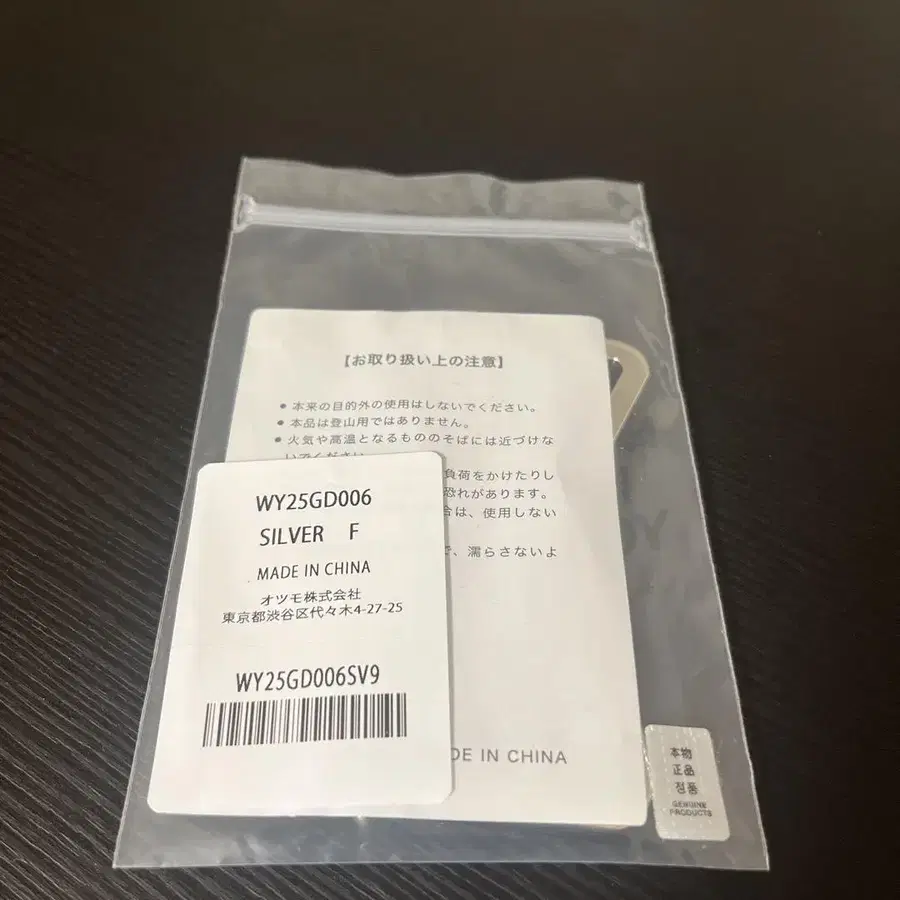 【お取り扱い上の注意】
● 本来の目的外の使用はしないでください。
● 本品は登山用ではありません。
● 火気や高温となるもののそばには近づけな
いでください
負荷をかけたりし
恐れがあります。
合は、使用しない
で、濡らさないよ
DE IN CHINA
WY25GD006
SILVER F
MADE IN CHINA
オツモ株式会社
東京都渋谷区代々木4-27-25
WY25GD006SV9
本物
正品
정품
GENUINE
PRODUCTS